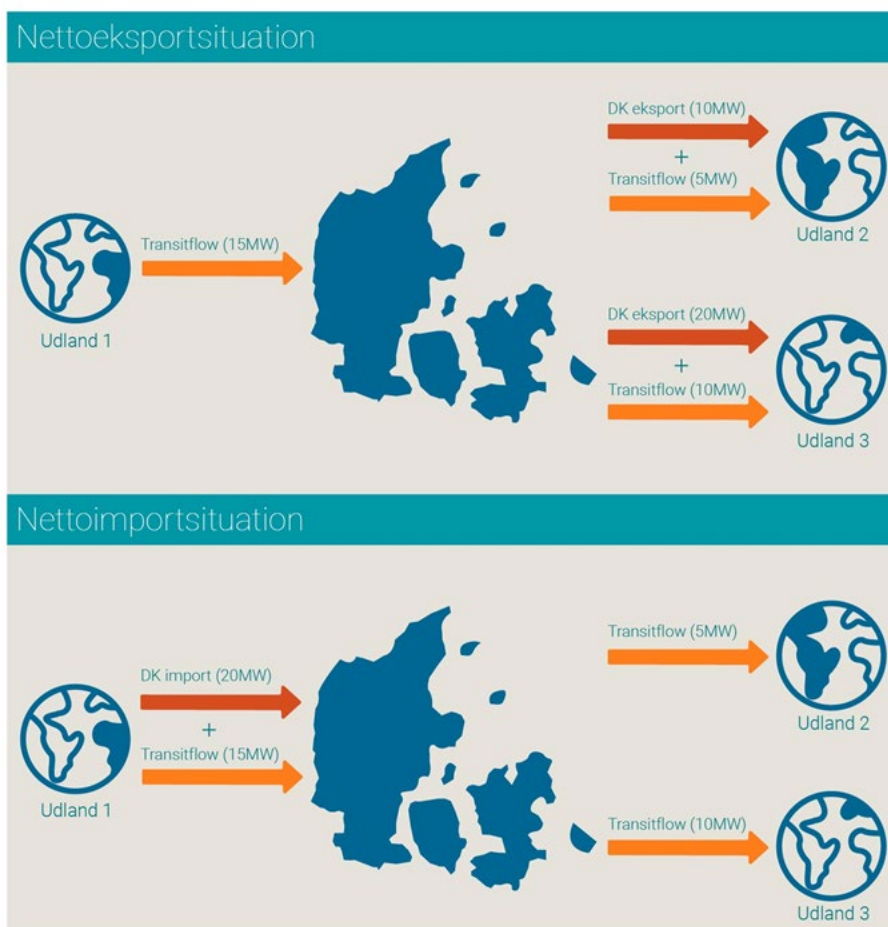 Nettoeksportsituation
DK eksport (10MW)
+
Transitflow (5MW)
Udland 2
Transitflow (15MW)
Udland 1
DK eksport (20MW)
+
Transitflow (10MW)
Udland 3
Nettoimportsituation
DK import (20MW)
+
Transitflow (15MW)
Udland 1
Transitflow (5MW)
Udland 2
Transitflow (10MW)
Udland 3